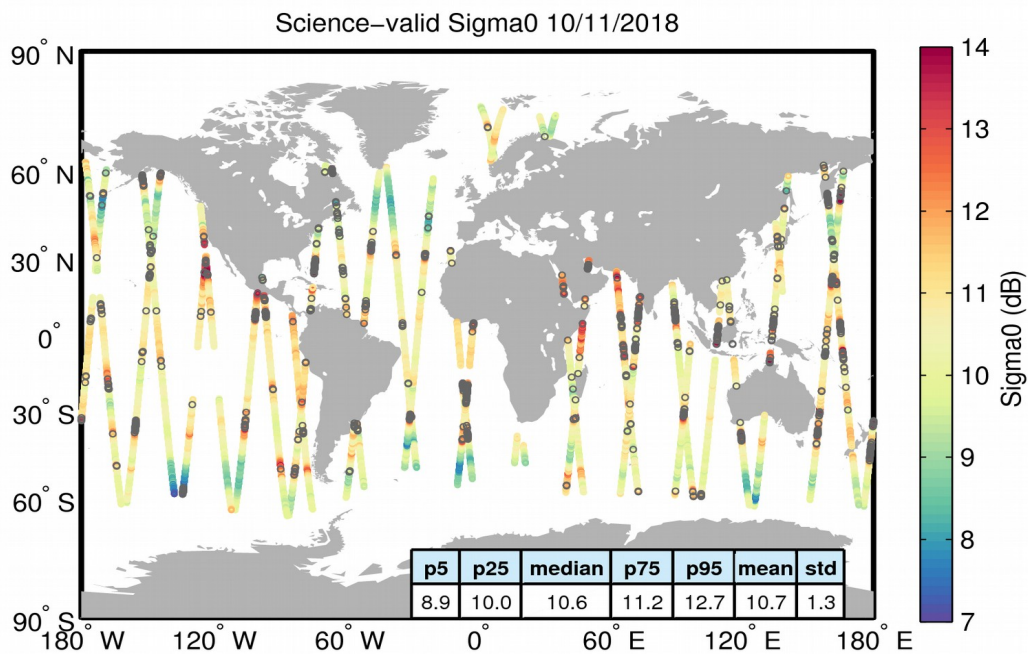 Science−valid Sigma0 10/11/2018
90° N
60° N
30° N
0°
30° S
60° S
90° S
180° W
120° W
60° W
0°
60° E
120° E
180° E
p5 p25 median p75 p95 mean std
8.9 10.0 10.6 11.2 12.7 10.7 1.3
14
13
12
11
10
9
8
7
Sigma0 (dB)